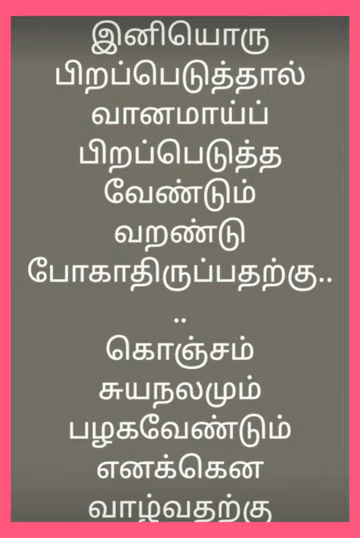 இனியொரு
பிறப்பெடுத்தால்
வானமாய்ப்
பிறப்பெடுத்த
வேண்டும்
வறண்டு
போகாதிருப்பதற்கு..
..
கொஞ்சம்
சுயநலமும்
பழகவேண்டும்
எனக்கென
வாழ்வதற்கு